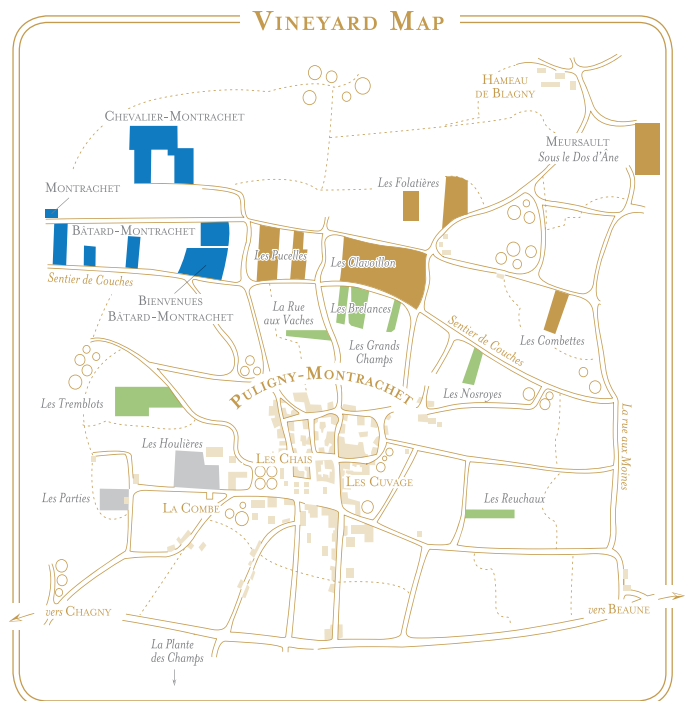 VINEYARD MAP
HAMEAU
DE BLAGNY
CHEVALIER-MONTRACHET
MEURSAULT
Sous le Dos d'Âne
Les Folatières
MONTRACHET
BÂTARD-MONTRACHET
Les Pucelles
Les Clavoillon
Sentier de Couches
BIENVENUES
BÂTARD-MONTRACHET
La Rue
aux Vaches
Les Brelances
Les Grands
Champs
Sentier de Couches
Les Combettes
PULIGNY-MONTRACHET
Les Nosroyes
Les Tremblots
La rue aux Moines
Les Houlières
LES CHAIS
LES CUVAGE
Les Parties
LA COMBE
Les Reuchaux
vers CHAGNY
vers BEAUNE
La Plante
des Champs